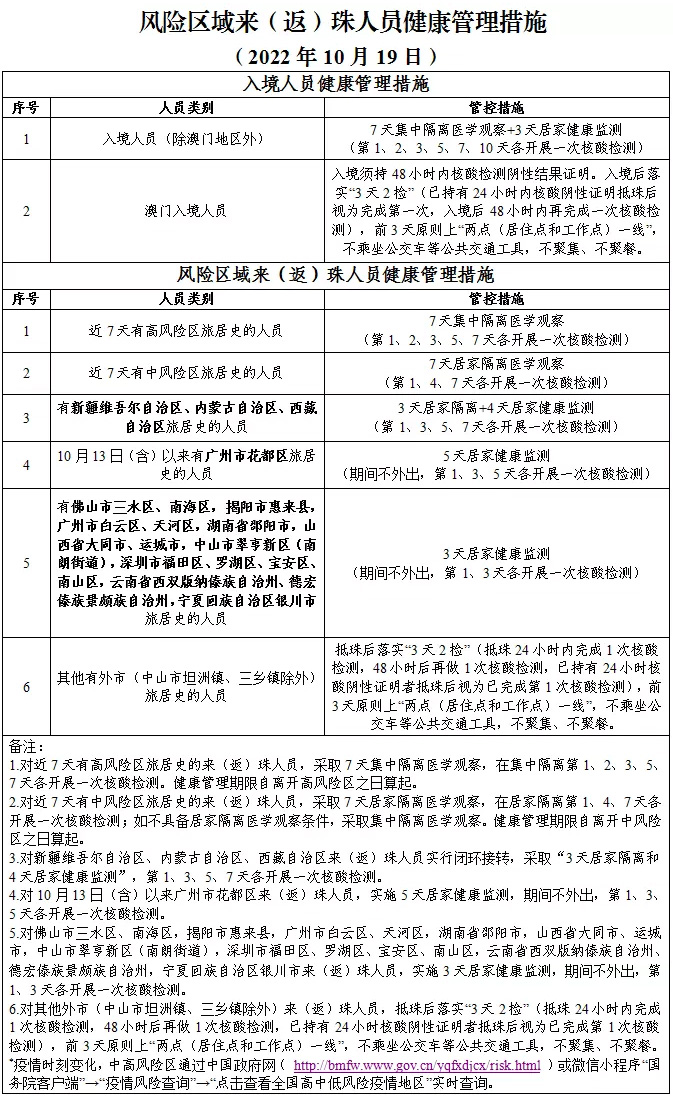 风险区域来（返）珠人员健康管理措施
（2022 年 10 月 19 日）
入境人员健康管理措施
序号 人员类别 管控措施
1 入境人员（除澳门地区外） 7 天集中隔离医学观察+3 天居家健康监测
（第 1、2、3、5、7、10 天各开展一次核酸检测）
2 澳门入境人员 入境须持 48 小时内核酸检测阴性结果证明。入境后落
实“3 天 2 检”（已持有 24 小时内核酸阴性证明抵珠后
视为完成第一次，入境后 48 小时内再完成一次核酸检
测），前 3 天原则上“两点（居住点和工作点）一线”，
不乘坐公交车等公共交通工具，不聚集、不聚餐。
风险区域来（返）珠人员健康管理措施
序号 人员类别 管控措施
1 近 7 天有高风险区旅居史的人员 7 天集中隔离医学观察
（第 1、2、3、5、7 天各开展一次核酸检测）
2 近 7 天有中风险区旅居史的人员 7 天居家隔离医学观察
（第 1、4、7 天各开展一次核酸检测）
3 有新疆维吾尔自治区、内蒙古自治区、西藏
自治区旅居史的人员
3 天居家隔离+4 天居家健康监测
（第 1、3、5、7 天各开展一次核酸检测）
4 10 月 13 日（含）以来有广州市花都区旅居
史的人员
5 天居家健康监测
（期间不外出，第 1、3、5 天各开展一次核酸检测）
5 有佛山市三水区、南海区，揭阳市惠来县，
广州市白云区、天河区，湖南省邵阳市，山
西省大同市、运城市，中山市翠亨新区（南
朗街道），深圳市福田区、罗湖区、宝安区、
南山区，云南省西双版纳傣族自治州、德宏
傣族景颇族自治州，宁夏回族自治区银川市
旅居史的人员
3 天居家健康监测
（期间不外出，第 1、3 天各开展一次核酸检测）
6 其他有外市（中山市坦洲镇、三乡镇除外）
旅居史的人员
抵珠后落实“3 天 2 检”（抵珠 24 小时内完成 1 次核酸
检测，48 小时后再做 1 次核酸检测，已持有 24 小时核
酸阴性证明者抵珠后视为已完成第 1 次核酸检测），前
3 天原则上“两点（居住点和工作点）一线”，不乘坐公
交车等公共交通工具，不聚集、不聚餐。
备注：
1.对近 7 天有高风险区旅居史的来（返）珠人员，采取 7 天集中隔离医学观察，在集中隔离第 1、2、3、5、
7 天各开展一次核酸检测。健康管理期限自离开高风险区之日算起。
2.对近 7 天有中风险区旅居史的来（返）珠人员，采取 7 天居家隔离医学观察，在居家隔离第 1、4、7 天各
开展一次核酸检测；如不具备居家隔离医学观察条件，采取集中隔离医学观察。健康管理期限自离开中风险
区之日算起。
3.对新疆维吾尔自治区、内蒙古自治区、西藏自治区来（返）珠人员实行闭环接转，采取“3 天居家隔离和
4 天居家健康监测”，第 1、3、5、7 天各开展一次核酸检测。
4.对 10 月 13 日（含）以来广州市花都区来（返）珠人员，实施 5 天居家健康监测，期间不外出，第 1、3、
5 天各开展一次核酸检测。
5.对佛山市三水区、南海区，揭阳市惠来县，广州市白云区、天河区，湖南省邵阳市，山西省大同市、运城
市，中山市翠亨新区（南朗街道），深圳市福田区、罗湖区、宝安区、南山区，云南省西双版纳傣族自治州、
德宏傣族景颇族自治州，宁夏回族自治区银川市来（返）珠人员，实施 3 天居家健康监测，期间不外出，第
1、3 天各开展一次核酸检测。
6.对其他外市（中山市坦洲镇、三乡镇除外）来（返）珠人员，抵珠后落实“3 天 2 检”（抵珠 24 小时内完成
1 次核酸检测，48 小时后再做 1 次核酸检测，已持有 24 小时核酸阴性证明者抵珠后视为已完成第 1 次核酸检
测），前 3 天原则上“两点（居住点和工作点）一线”，不乘坐公交车等公共交通工具，不聚集、不聚餐。
*疫情时刻变化，中高风险区通过中国政府网（ http://bmfw.www.gov.cn/yqfxdjcx/risk.html ）或微信小程序“国
务院客户端”→“疫情风险查询”→“点击查看全国高中低风险疫情地区”实时查询。